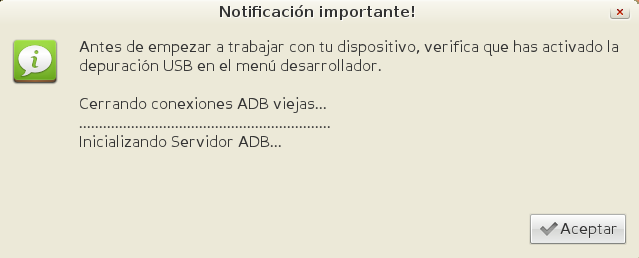 Notificación importante!
Antes de empezar a trabajar con tu dispositivo, verifica que has activado la
depuración USB en el menú desarrollador.
Cerrando conexiones ADB viejas...
...............................................................
Inicializando Servidor ADB...
Aceptar